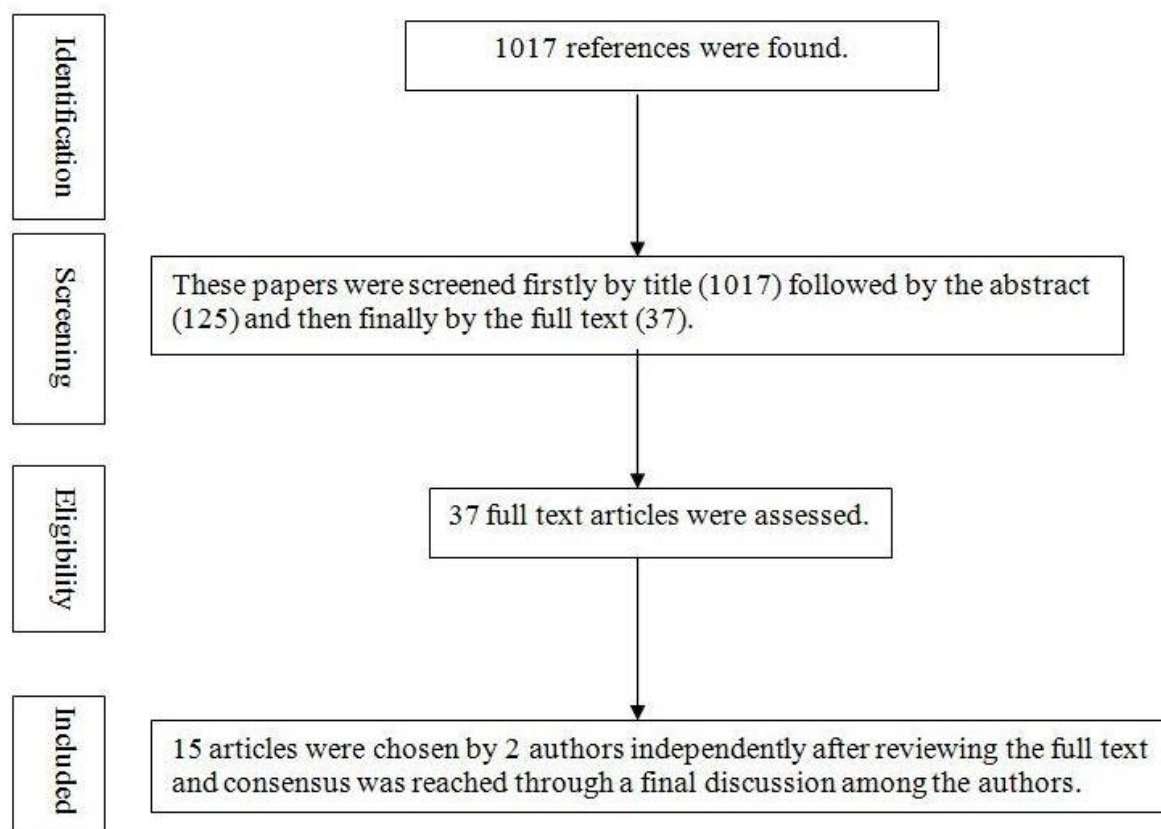 Identification
1017 references were found.
Screening
These papers were screened firstly by title (1017) followed by the abstract
(125) and then finally by the full text (37).
Eligibility
37 full text articles were assessed.
Included
15 articles were chosen by 2 authors independently after reviewing the full text
and consensus was reached through a final discussion among the authors.